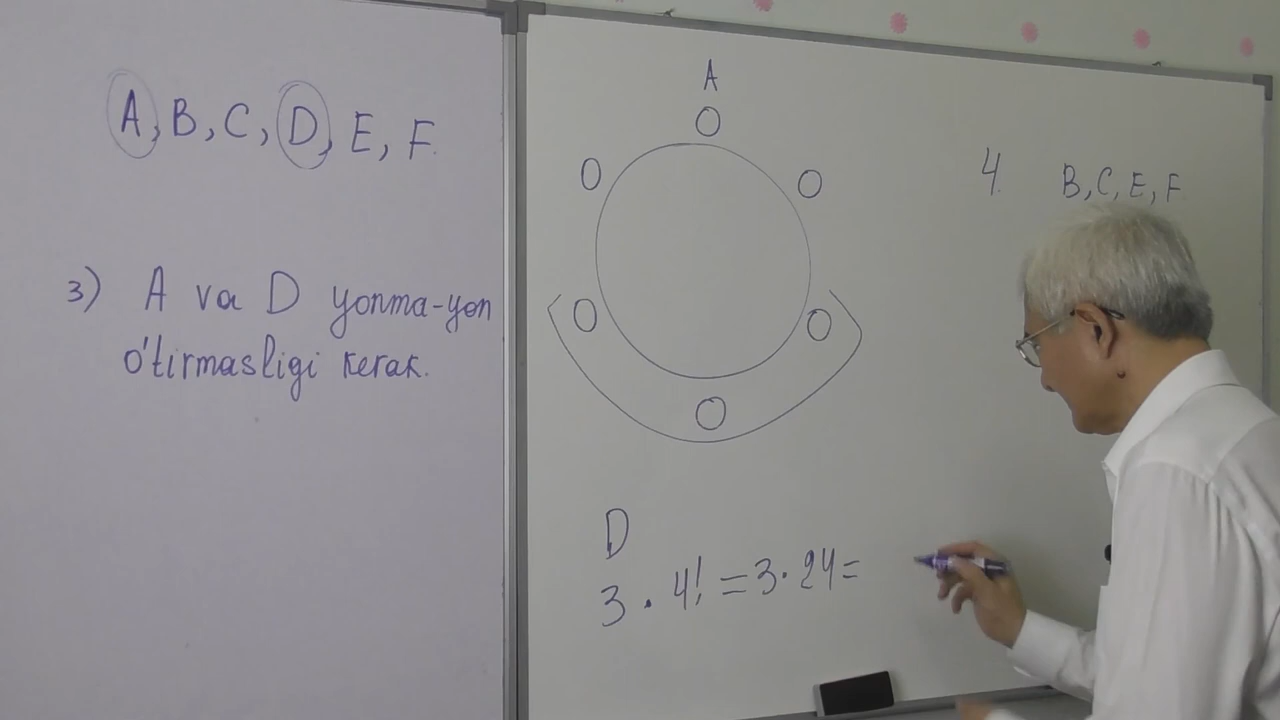 A, B, C, D, E, F.
3) A va D yonma-yon
o'tirmasligi kerak.
A
4. B, C, E, F
D
3 · 4! = 3 · 24 =